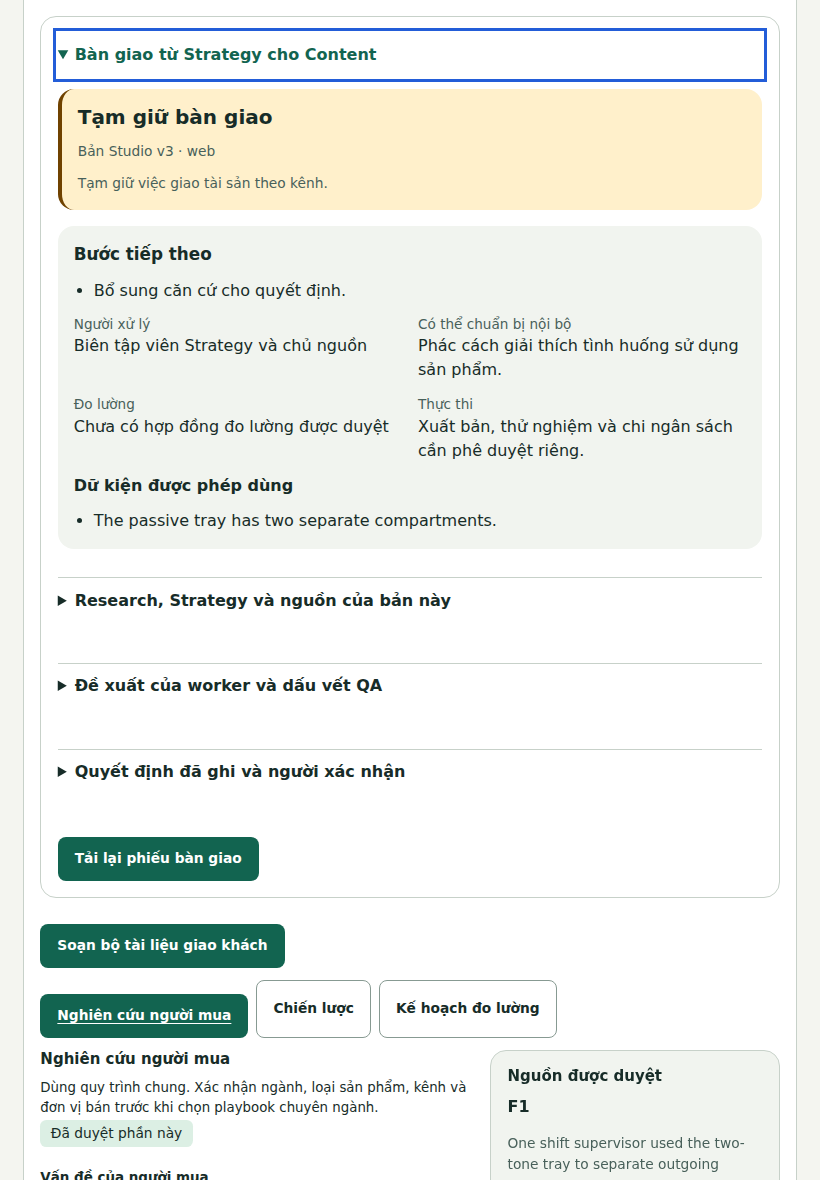 Bàn giao từ Strategy cho Content
Tạm giữ bàn giao
Bản Studio v3 · web
Tạm giữ việc giao tài sản theo kênh.
Bước tiếp theo
Bổ sung căn cứ cho quyết định.
Người xử lý
Biên tập viên Strategy và chủ nguồn
Có thể chuẩn bị nội bộ
Phác cách giải thích tình huống sử dụng
sản phẩm.
Đo lường
Chưa có hợp đồng đo lường được duyệt
Thực thi
Xuất bản, thử nghiệm và chi ngân sách
cần phê duyệt riêng.
Dữ kiện được phép dùng
The passive tray has two separate compartments.
Research, Strategy và nguồn của bản này
Đề xuất của worker và dấu vết QA
Quyết định đã ghi và người xác nhận
Tải lại phiếu bàn giao
Soạn bộ tài liệu giao khách
Nghiên cứu người mua
Chiến lược
Kế hoạch đo lường
Nghiên cứu người mua
Dùng quy trình chung. Xác nhận ngành, loại sản phẩm, kênh và
đơn vị bán trước khi chọn playbook chuyên ngành.
Đã duyệt phần này
Vấn đề của người mua
Nguồn được duyệt
F1
One shift supervisor used the two-
tone tray to separate outgoing